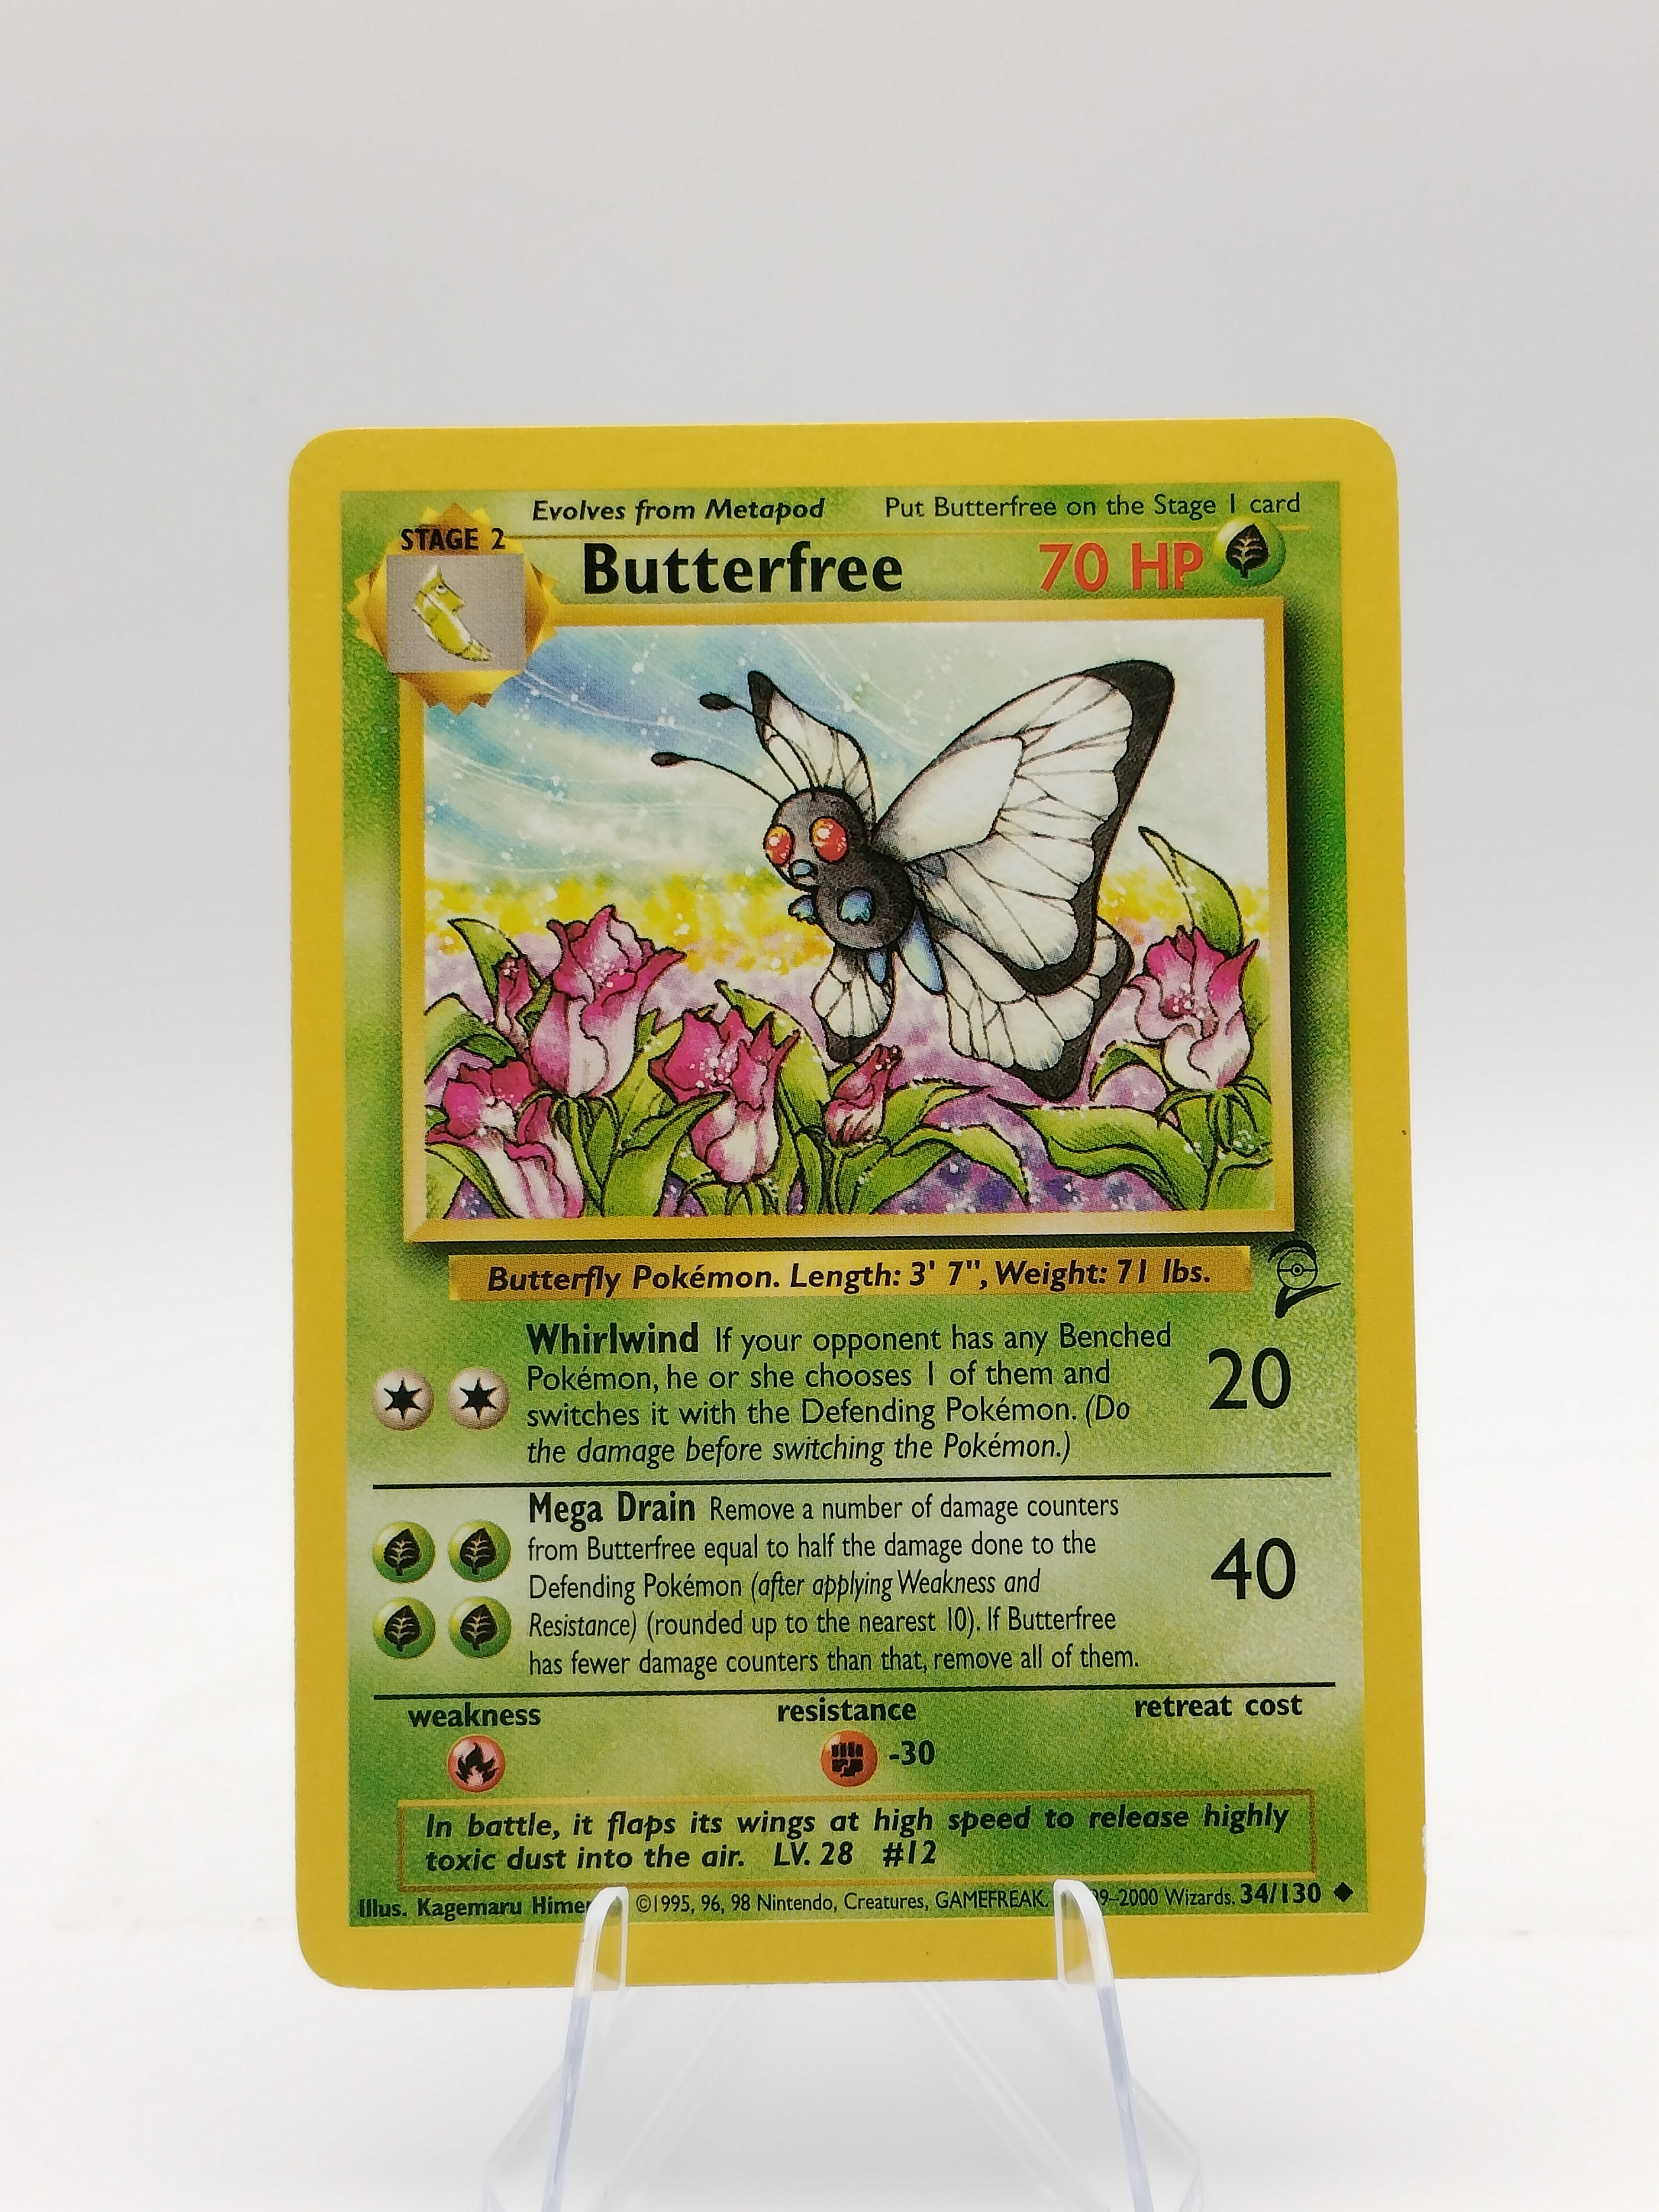 Evolves from Metapod Put Butterfree on the Stage 1 card
STAGE 2
Butterfree 70 HP
Butterfly Pokémon. Length: 3' 7", Weight: 71 lbs.
Whirlwind If your opponent has any Benched
Pokémon, he or she chooses 1 of them and
switches it with the Defending Pokémon. (Do
the damage before switching the Pokémon.)
20
Mega Drain Remove a number of damage counters
from Butterfree equal to half the damage done to the
Defending Pokémon (after applying Weakness and
Resistance) (rounded up to the nearest 10). If Butterfree
has fewer damage counters than that, remove all of them.
40
weakness resistance retreat cost
-30
In battle, it flaps its wings at high speed to release highly
toxic dust into the air. LV. 28 #12
Illus. Kagemaru ©1995, 96, 98 Nintendo, Creatures, GAMEFREAK. 2000 Wizards. 34/130